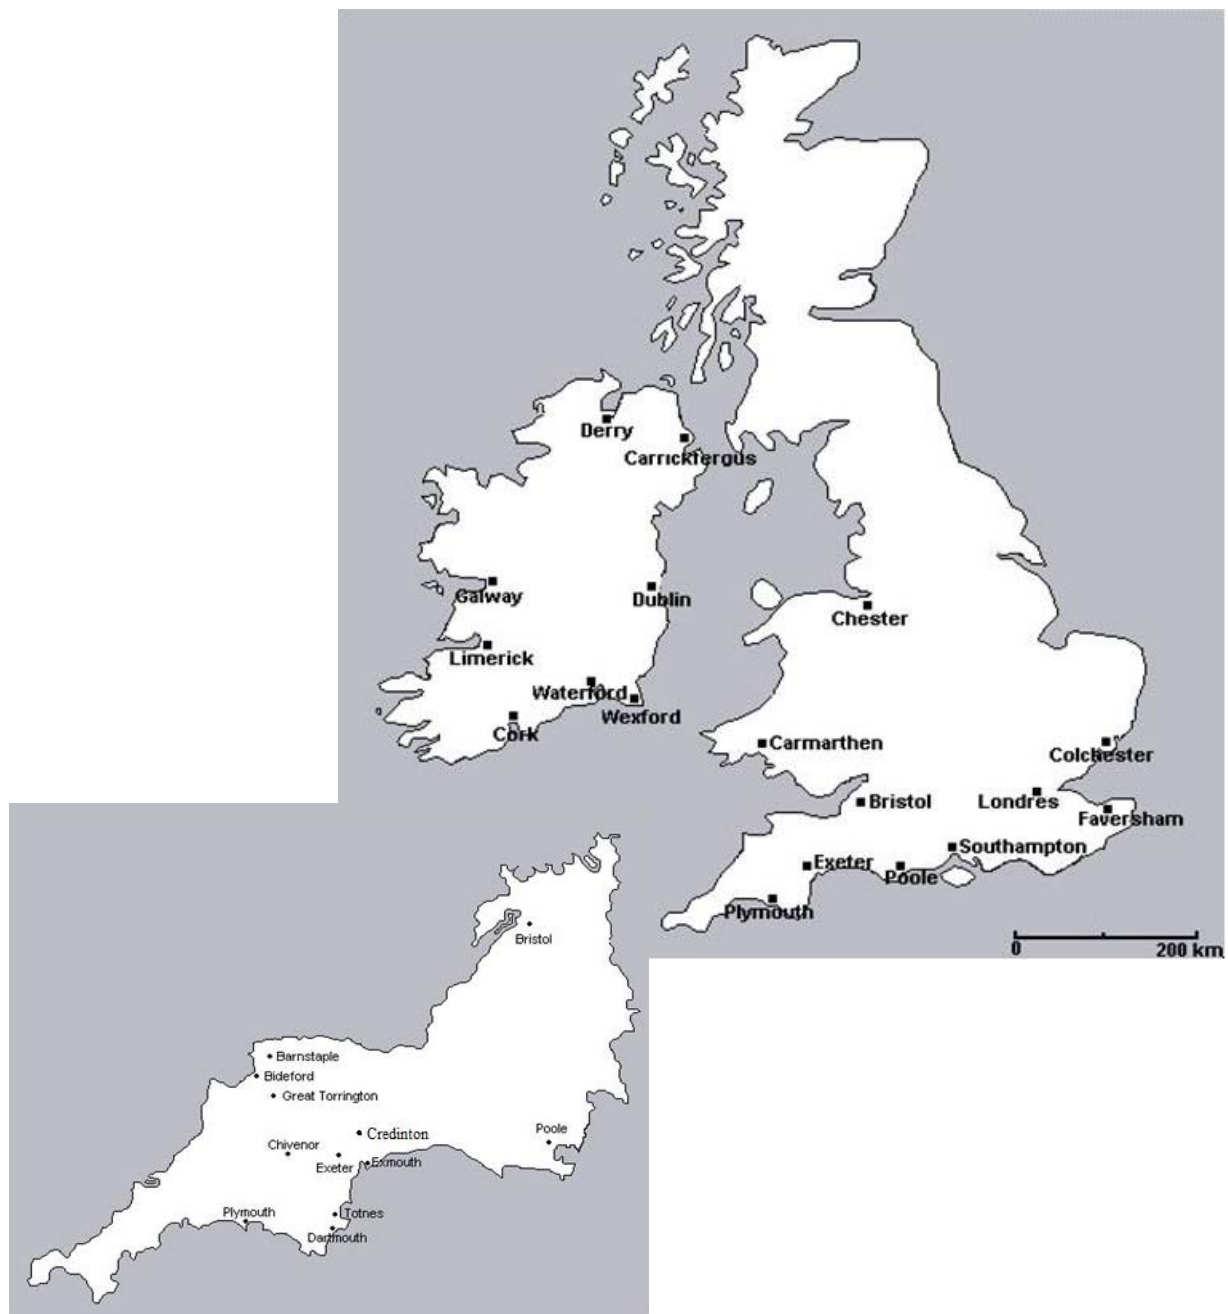 Derry
Carrickfergus
Galway
Dublin
Chester
Limerick
Waterford
Wexford
Cork
Carmarthen
Colchester
Bristol
Londres
Faversham
Southampton
Exeter
Poole
Plymouth
0 200 km
Bristol
Barnstaple
Bideford
Great Torrington
Credinton
Poole
Chivenor
Exeter
Exmouth
Plymouth
Totnes
Dartmouth